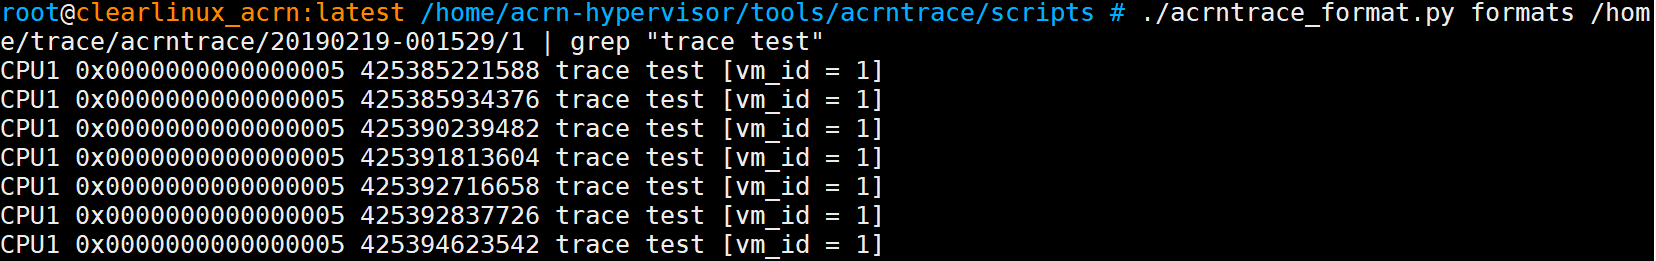 root@clearlinux_acrn:latest /home/acrn-hypervisor/tools/acrntrace/scripts # ./acrntrace_format.py formats /hom
e/trace/acrntrace/20190219-001529/1 | grep "trace test"
CPU1 0x0000000000000005 425385221588 trace test [vm_id = 1]
CPU1 0x0000000000000005 425385934376 trace test [vm_id = 1]
CPU1 0x0000000000000005 425390239482 trace test [vm_id = 1]
CPU1 0x0000000000000005 425391813604 trace test [vm_id = 1]
CPU1 0x0000000000000005 425392716658 trace test [vm_id = 1]
CPU1 0x0000000000000005 425392837726 trace test [vm_id = 1]
CPU1 0x0000000000000005 425394623542 trace test [vm_id = 1]